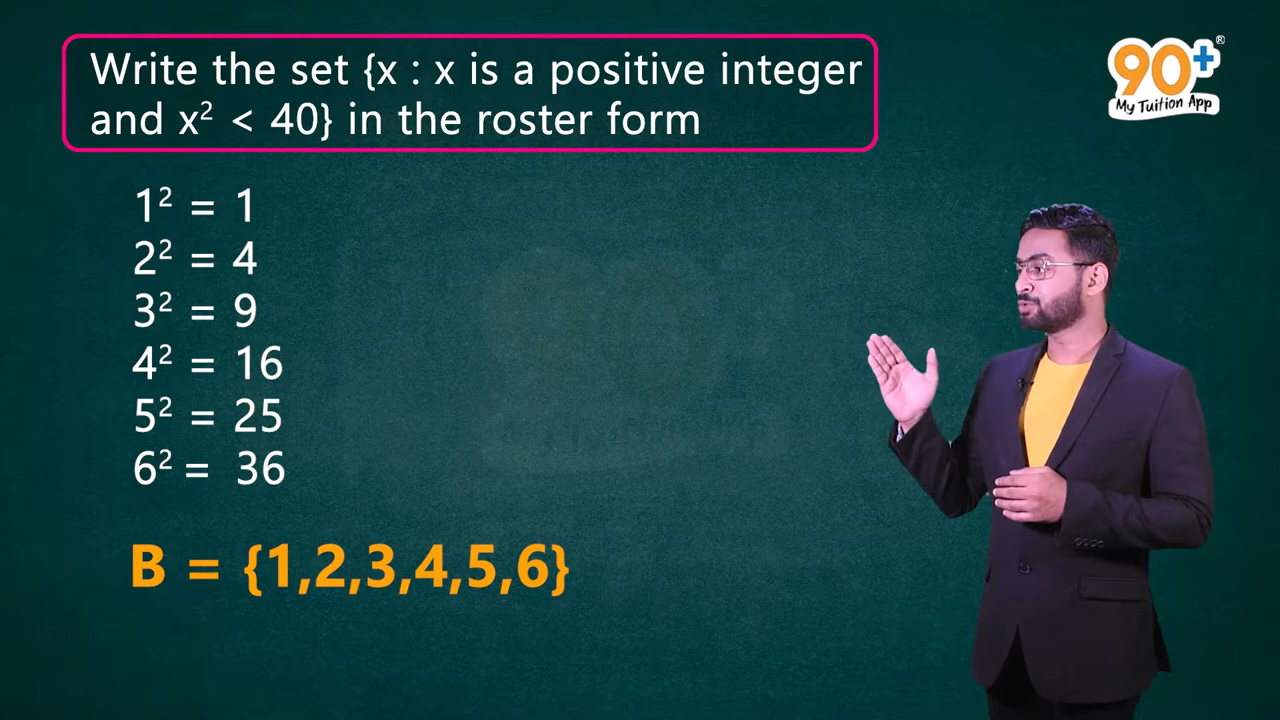 Write the set {x : x is a positive integer
and x² < 40} in the roster form
90+®
My Tuition App
1² = 1
2² = 4
3² = 9
4² = 16
5² = 25
6² = 36
B = {1,2,3,4,5,6}